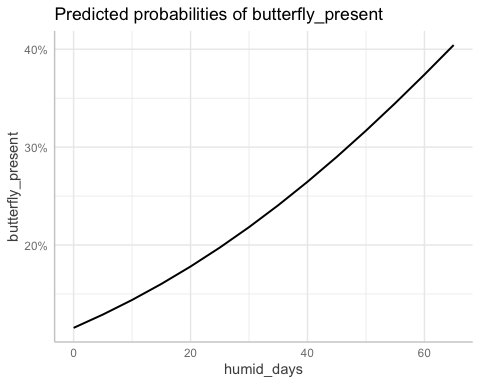 Predicted probabilities of butterfly_present
40%
30%
20%
butterfly_present
0 20 40 60
humid_days